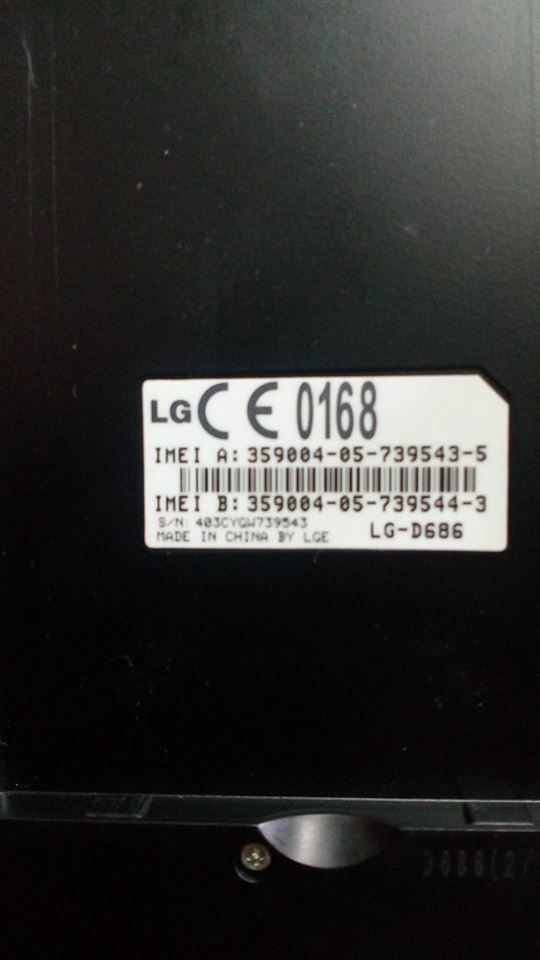 LG CE 0168
IMEI A: 359004-05-739543-5
IMEI B: 359004-05-739544-3
S/N: 403CYGW739543
MADE IN CHINA BY LGE
LG-D686